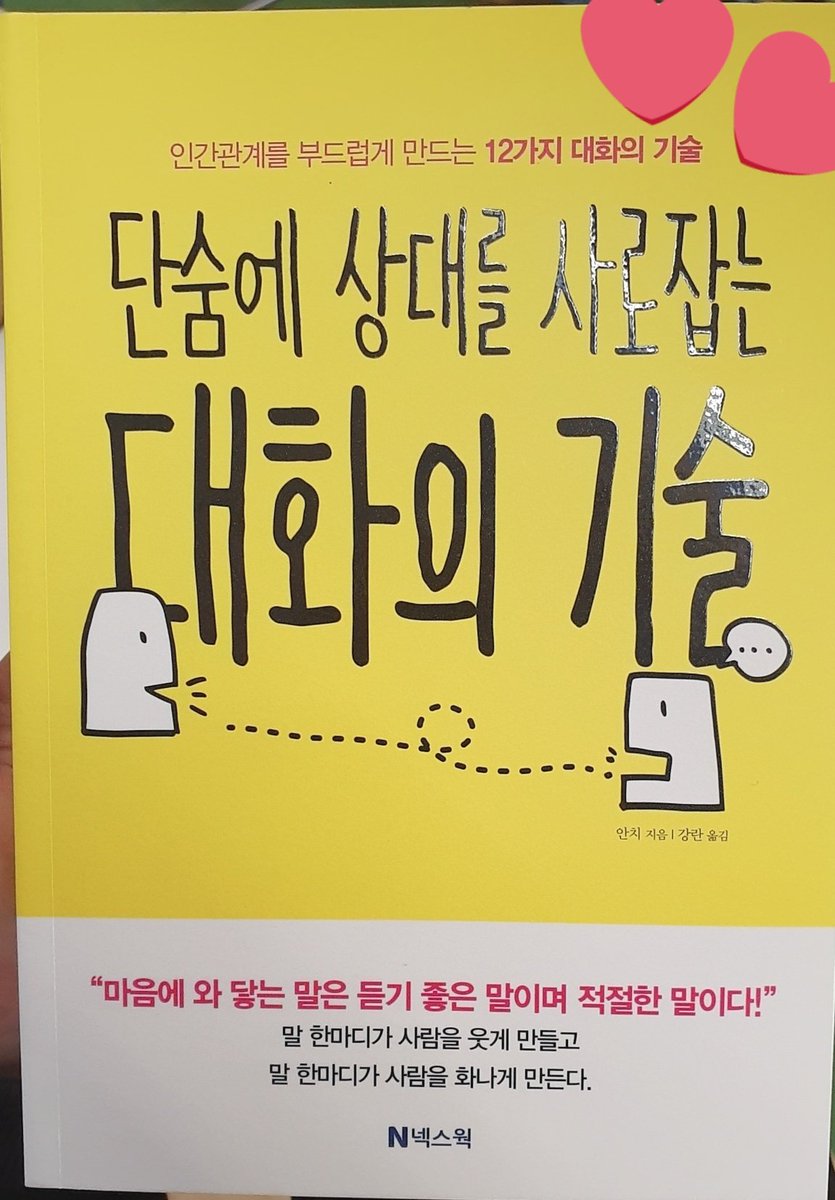 인간관계를 부드럽게 만드는 12가지 대화의 기술
단숨에 상대를 사로잡는
대화의 기술
안치 지음 | 강란 옮김
“마음에 와 닿는 말은 듣기 좋은 말이며 적절한 말이다!”
말 한마디가 사람을 웃게 만들고
말 한마디가 사람을 화나게 만든다.
N넥스웍